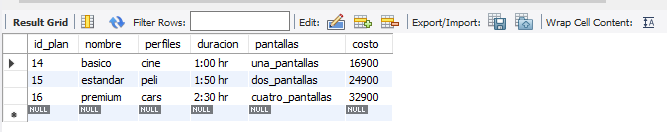 Result Grid Filter Rows: Edit: Export/Import: Wrap Cell Content: IA
id_plan nombre perfiles duracion pantallas costo
14 basico cine 1:00 hr una_pantallas 16900
15 estandar peli 1:50 hr dos_pantallas 24900
16 premium cars 2:30 hr cuatro_pantallas 32900
NULL NULL NULL NULL NULL NULL